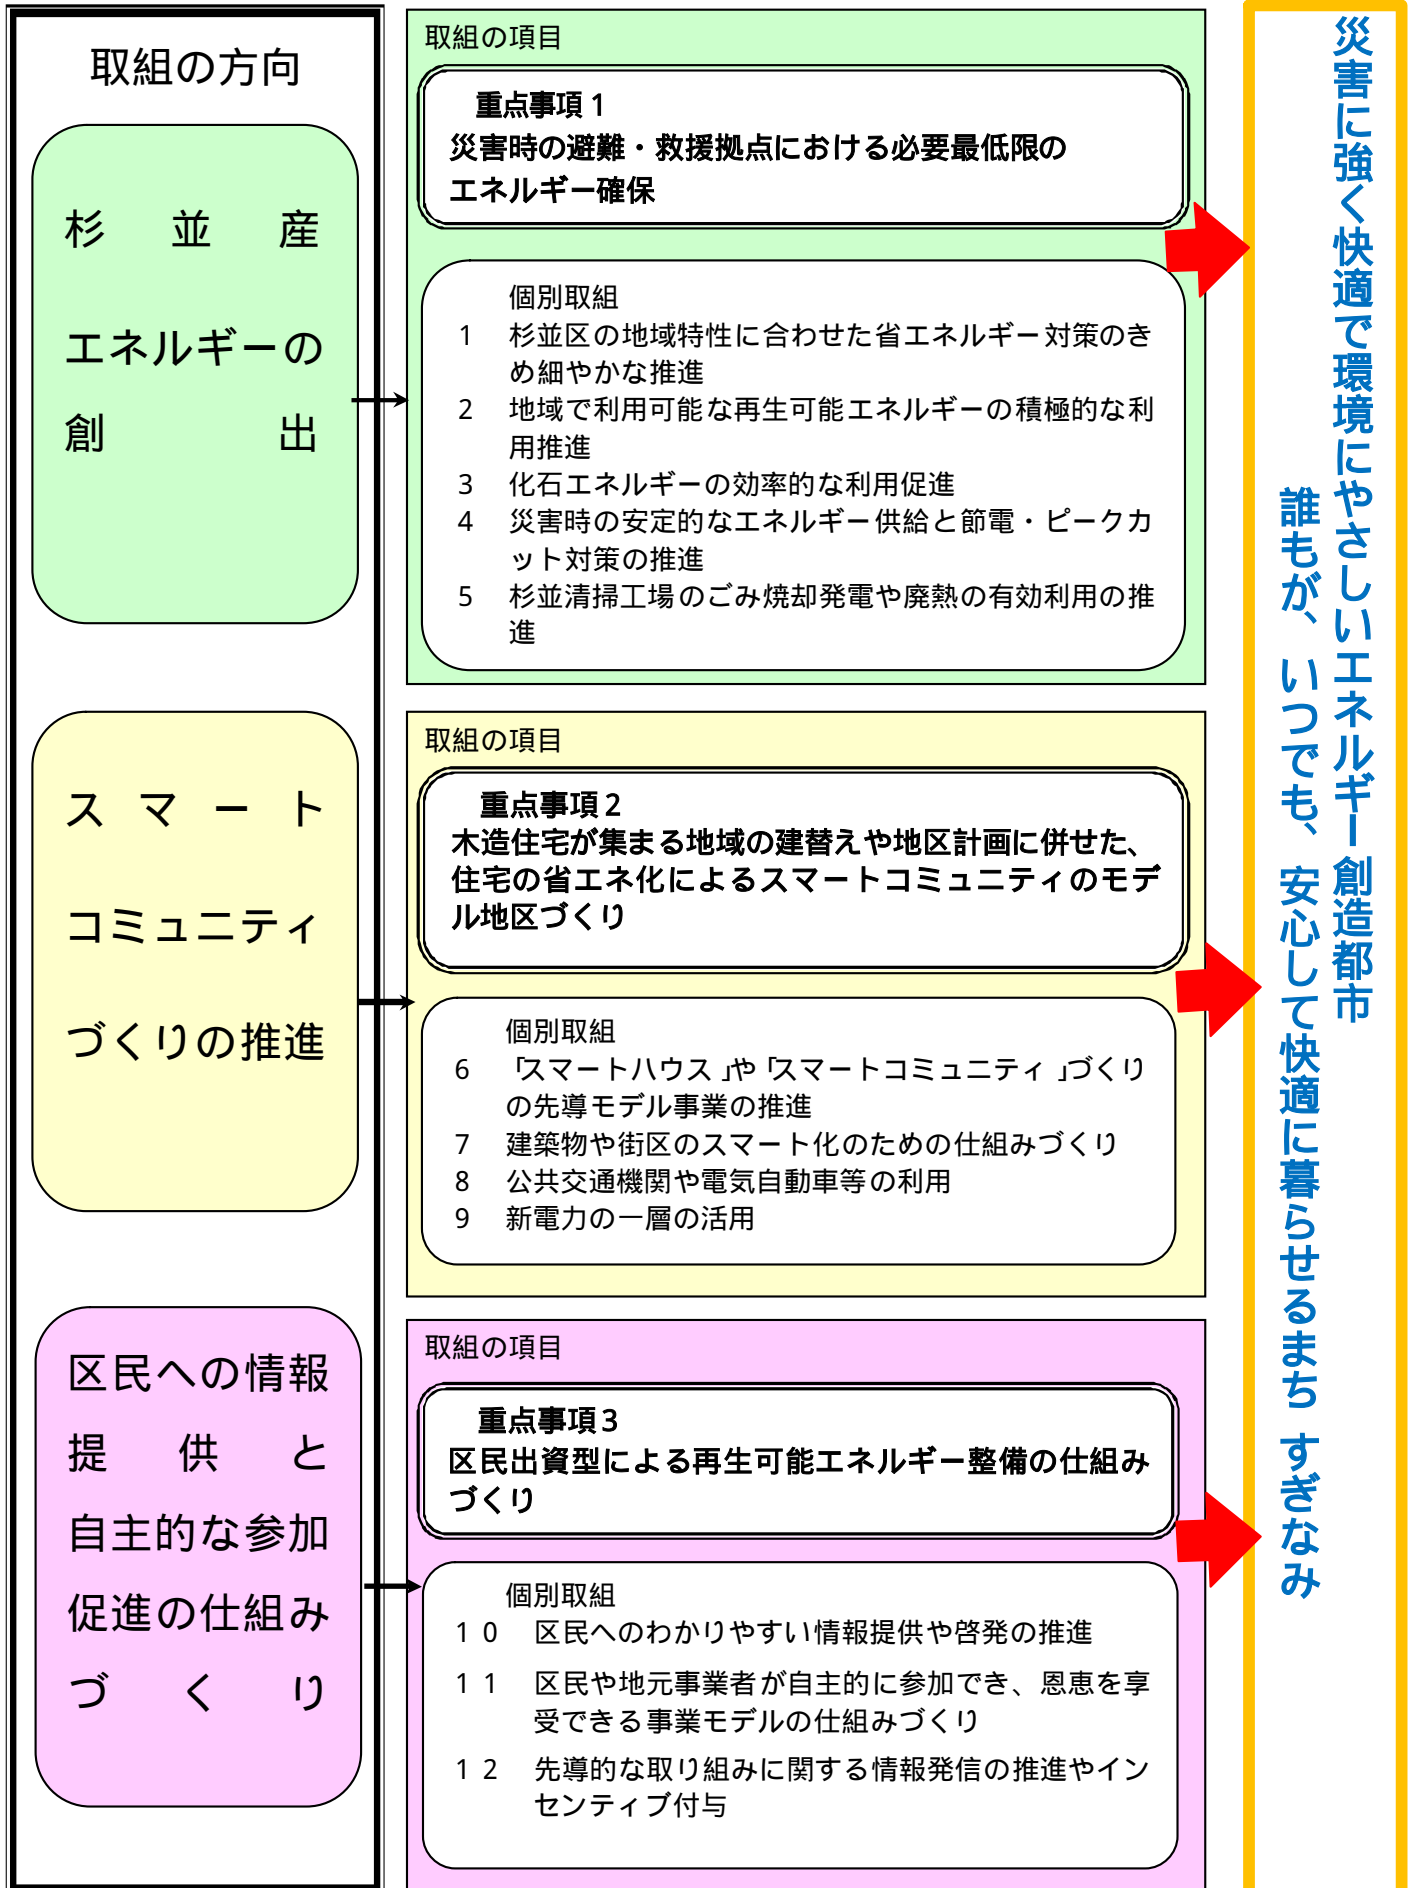 取組の方向
杉並産
エネルギーの
創出
スマート
コミュニティ
づくりの推進
区民への情報
提供と
自主的な参加
促進の仕組み
づくり
取組の項目
重点事項1
災害時の避難・救援拠点における必要最低限の
エネルギー確保
個別取組
1 杉並区の地域特性に合わせた省エネルギー対策のき
め細やかな推進
2 地域で利用可能な再生可能エネルギーの積極的な利
用推進
3 化石エネルギーの効率的な利用促進
4 災害時の安定的なエネルギー供給と節電・ピークカ
ット対策の推進
5 杉並清掃工場のごみ焼却発電や廃熱の有効利用の推
進
取組の項目
重点事項2
木造住宅が集まる地域の建替えや地区計画に併せた、
住宅の省エネ化によるスマートコミュニティのモデ
ル地区づくり
個別取組
6 「スマートハウス」や「スマートコミュニティ」づくり
の先導モデル事業の推進
7 建築物や街区のスマート化のための仕組みづくり
8 公共交通機関や電気自動車等の利用
9 新電力の一層の活用
取組の項目
重点事項3
区民出資型による再生可能エネルギー整備の仕組み
づくり
個別取組
10 区民へのわかりやすい情報提供や啓発の推進
11 区民や地元事業者が自主的に参加でき、恩恵を享
受できる事業モデルの仕組みづくり
12 先導的な取り組みに関する情報発信の推進やイン
センティブ付与
災害に強く快適で環境にやさしいエネルギー創造都市
誰もが、いつでも、安心して快適に暮らせるまち すぎなみ